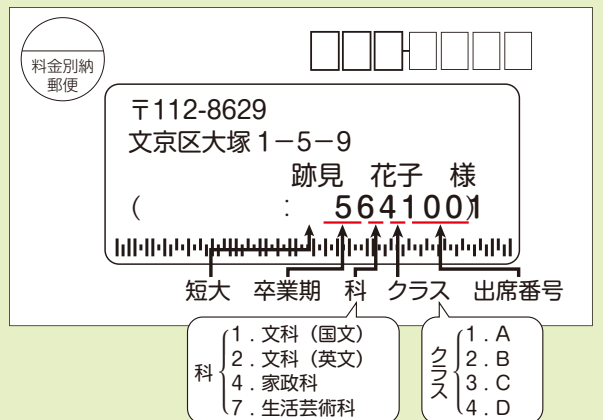 料金別納
郵便
〒112-8629
文京区大塚1−5−9
跡見 花子 様
( : 5641001)
短大 卒業期 科 クラス 出席番号
科
1．文科（国文）
2．文科（英文）
4．家政科
7．生活芸術科
クラス
1．A
2．B
3．C
4．D